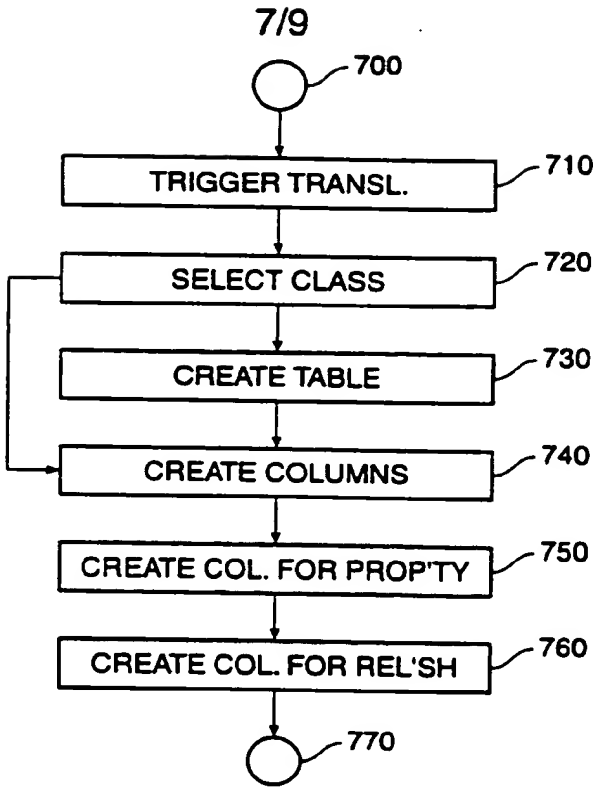 7/9
700
TRIGGER TRANSL.
710
SELECT CLASS
720
CREATE TABLE
730
CREATE COLUMNS
740
CREATE COL. FOR PROP'TY
750
CREATE COL. FOR REL'SH
760
770